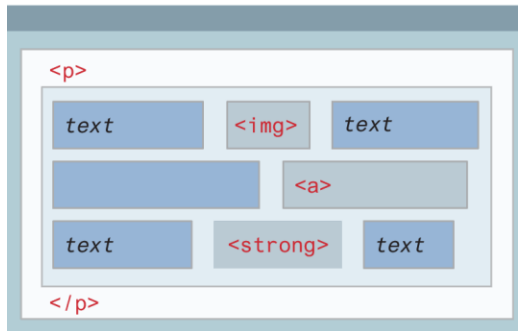 <p>
text <img> text
<a>
text <strong> text
</p>